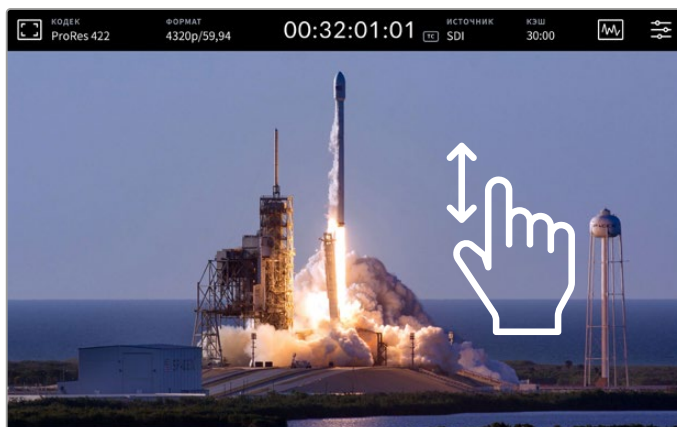 КОДЕК
ProRes 422
ФОРМАТ
4320p/59,94
00:32:01:01
TC
ИСТОЧНИК
SDI
КЭШ
30:00